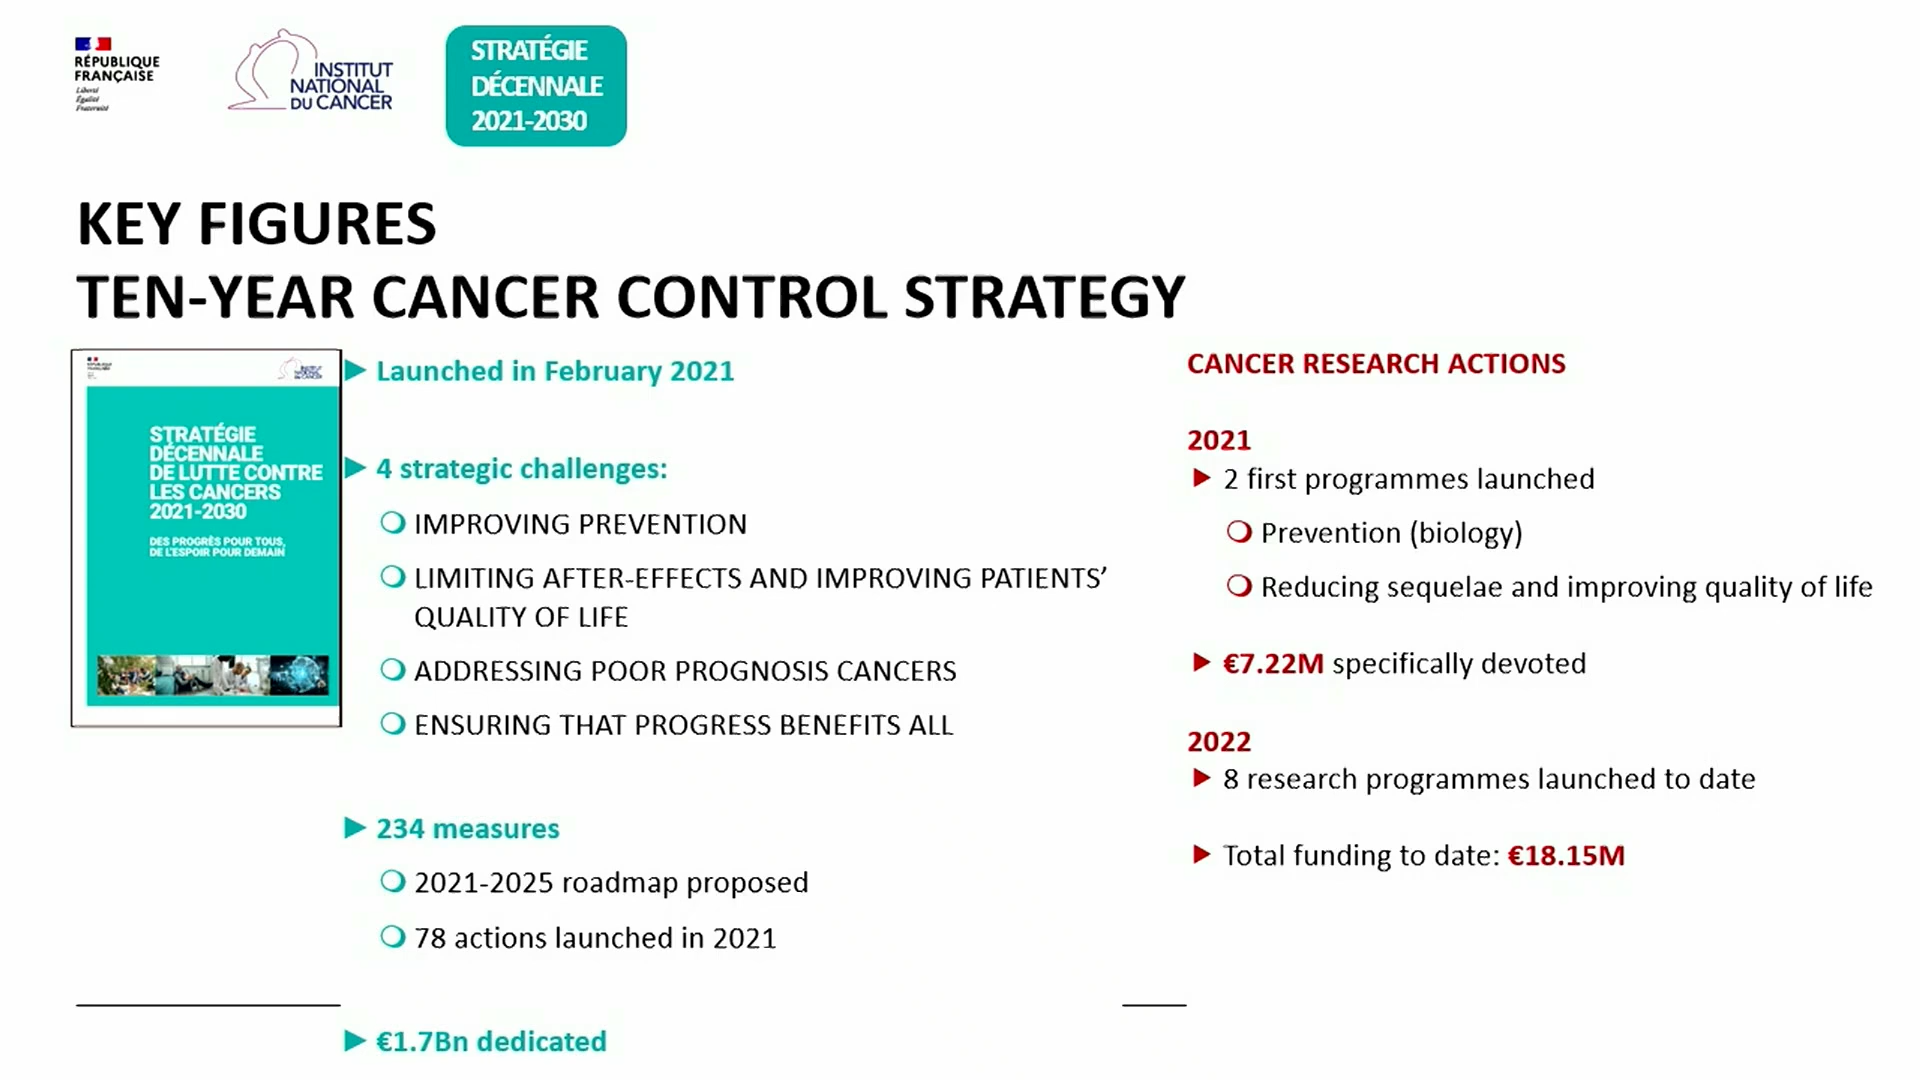 RÉPUBLIQUE
FRANÇAISE
Liberté
Égalité
Fraternité
INSTITUT
NATIONAL
DU CANCER
STRATÉGIE
DÉCENNALE
2021-2030
KEY FIGURES
TEN-YEAR CANCER CONTROL STRATEGY
STRATÉGIE
DÉCENNALE
DE LUTTE CONTRE
LES CANCERS
2021-2030
DES PROGRÈS POUR TOUS,
DE L'ESPOIR POUR DEMAIN
Launched in February 2021
4 strategic challenges:
IMPROVING PREVENTION
LIMITING AFTER-EFFECTS AND IMPROVING PATIENTS’
QUALITY OF LIFE
ADDRESSING POOR PROGNOSIS CANCERS
ENSURING THAT PROGRESS BENEFITS ALL
234 measures
2021-2025 roadmap proposed
78 actions launched in 2021
€1.7Bn dedicated
CANCER RESEARCH ACTIONS
2021
2 first programmes launched
Prevention (biology)
Reducing sequelae and improving quality of life
€7.22M specifically devoted
2022
8 research programmes launched to date
Total funding to date: €18.15M